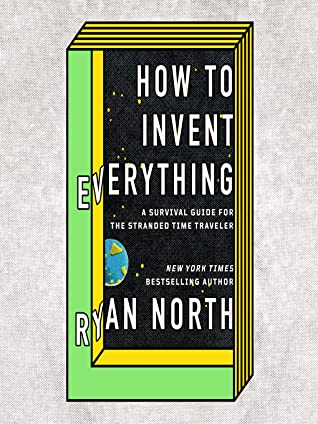 HOW TO
INVENT
EVERYTHING
A SURVIVAL GUIDE FOR
THE STRANDED TIME TRAVELER
NEW YORK TIMES
BESTSELLING AUTHOR
RYAN NORTH